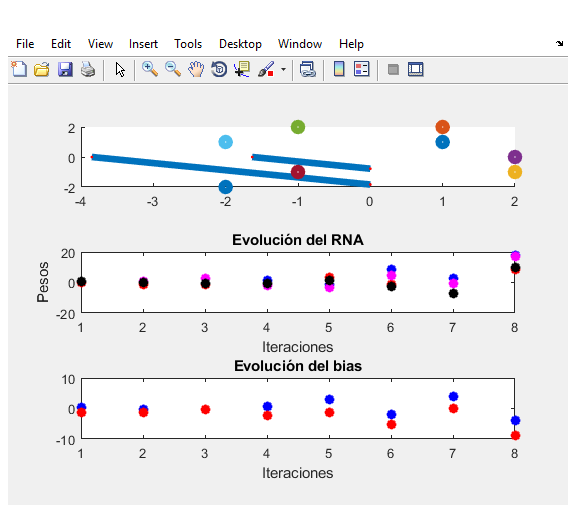 File Edit View Insert Tools Desktop Window Help
2
0
-2
-4 -3 -2 -1 0 1 2
Evolución del RNA
Pesos
20
0
-20
1 2 3 4 5 6 7 8
Iteraciones
Evolución del bias
10
0
-10
1 2 3 4 5 6 7 8
Iteraciones